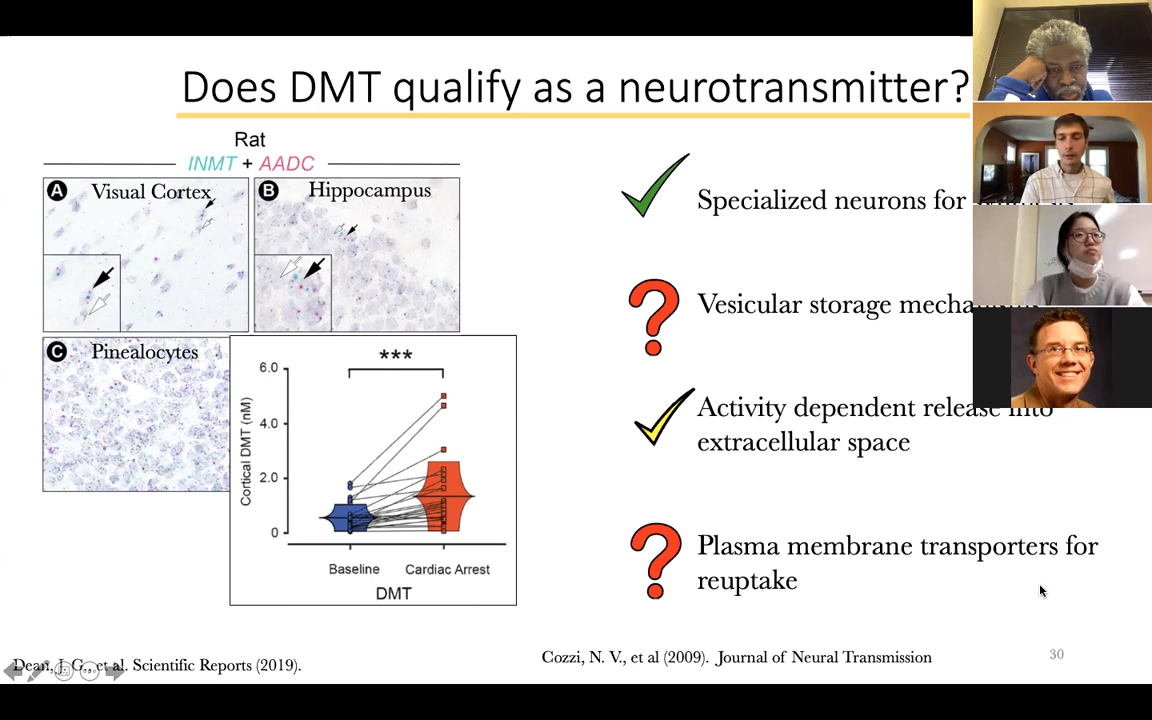 Does DMT qualify as a neurotransmitter?
Rat
INMT + AADC
A Visual Cortex
B Hippocampus
C Pinealocytes
***
6.0
4.0
2.0
0
Cortical DMT (nM)
Baseline
Cardiac Arrest
DMT
Specialized neurons for
Vesicular storage
Activity dependent release into
extracellular space
Plasma membrane transporters for
reuptake
Dean, J. G., et al. Scientific Reports (2019).
Cozzi, N. V., et al (2009). Journal of Neural Transmission
30